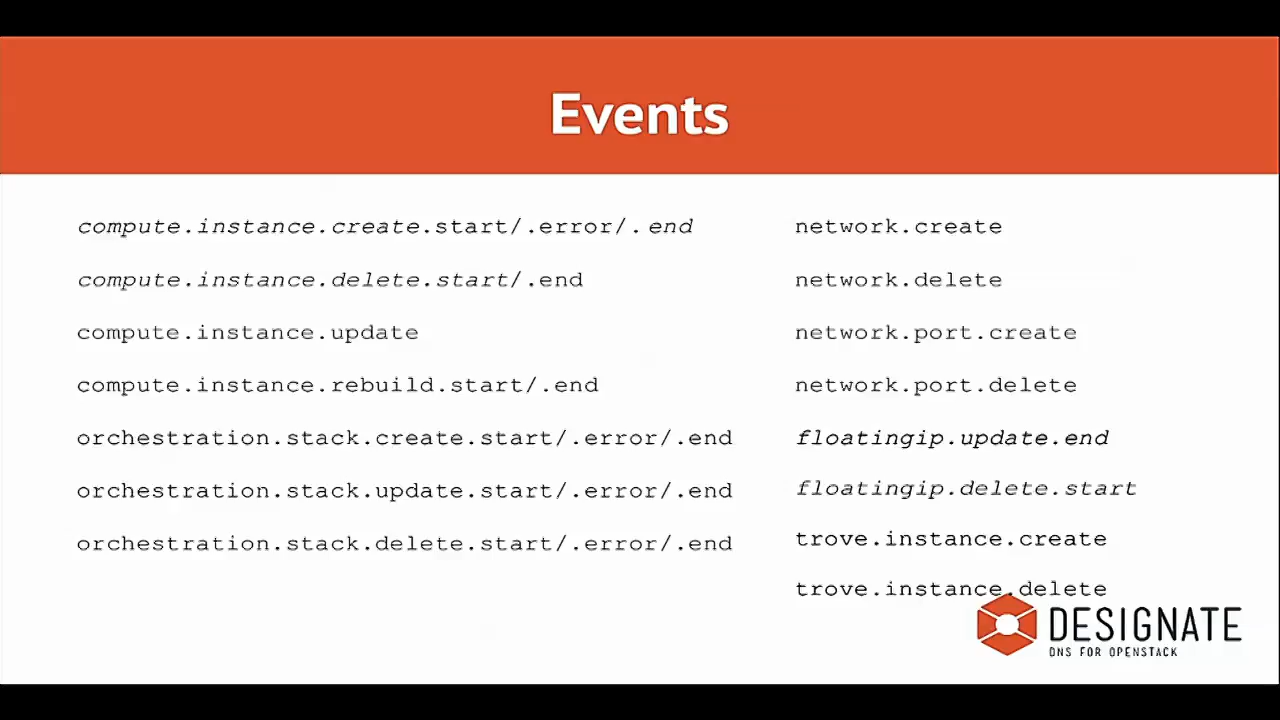 Events
compute.instance.create.start/.error/.end
compute.instance.delete.start/.end
compute.instance.update
compute.instance.rebuild.start/.end
orchestration.stack.create.start/.error/.end
orchestration.stack.update.start/.error/.end
orchestration.stack.delete.start/.error/.end
network.create
network.delete
network.port.create
network.port.delete
floatingip.update.end
floatingip.delete.start
trove.instance.create
trove.instance.delete
DESIGNATE
DNS FOR OPENSTACK